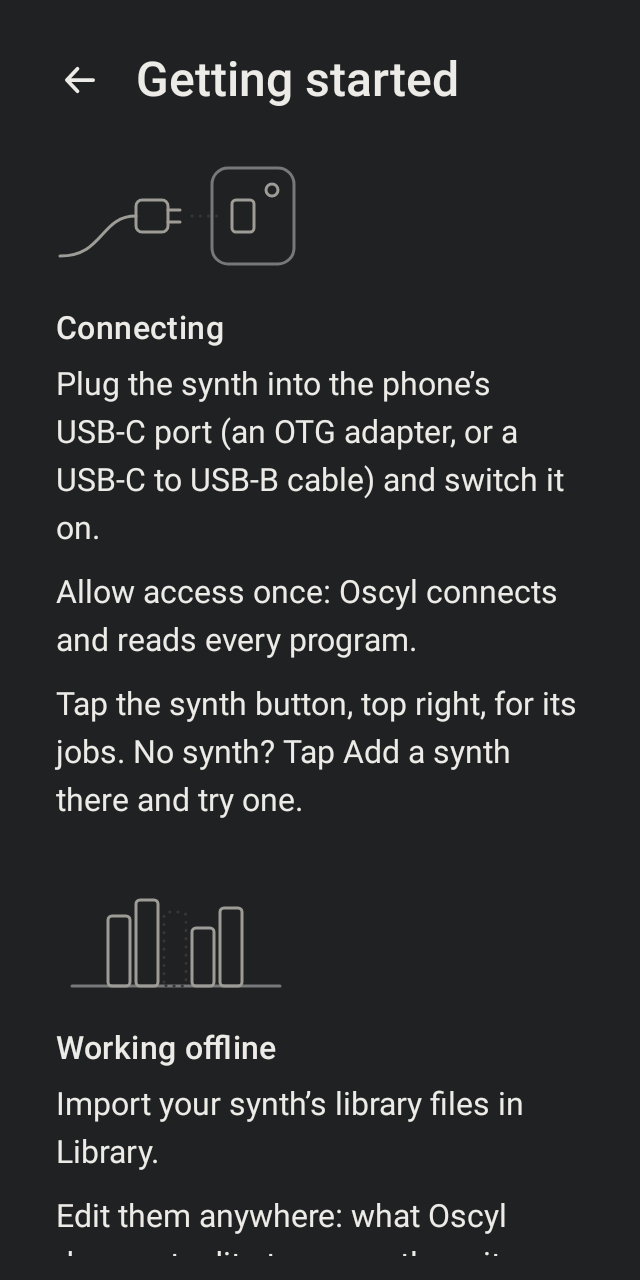 Getting started
Connecting
Plug the synth into the phone’s
USB-C port (an OTG adapter, or a
USB-C to USB-B cable) and switch it
on.
Allow access once: Oscyl connects
and reads every program.
Tap the synth button, top right, for its
jobs. No synth? Tap Add a synth
there and try one.
Working offline
Import your synth’s library files in
Library.
Edit them anywhere: what Oscyl